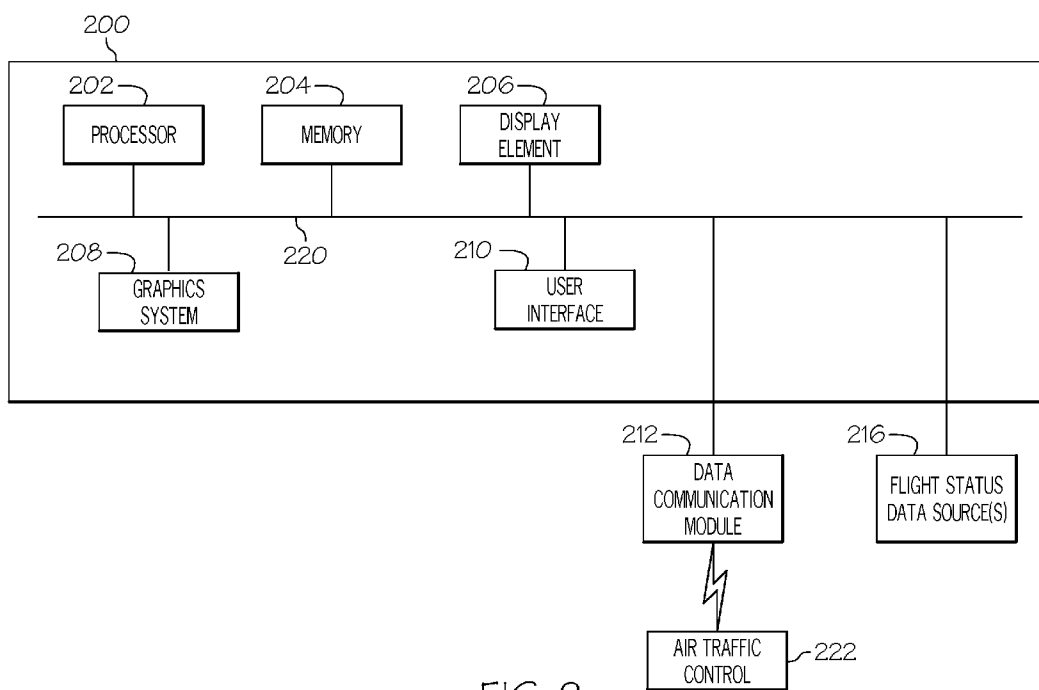 200
202
PROCESSOR
204
MEMORY
206
DISPLAY
ELEMENT
220
208
GRAPHICS
SYSTEM
210
USER
INTERFACE
212
DATA
COMMUNICATION
MODULE
216
FLIGHT STATUS
DATA SOURCE(S)
AIR TRAFFIC
CONTROL
222
FIG.